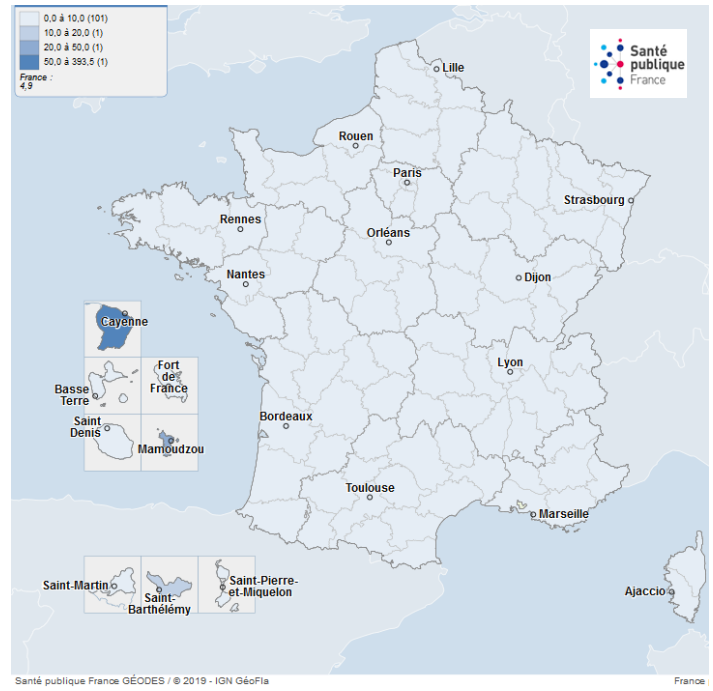 0,0 à 10,0 (101)
10,0 à 20,0 (1)
20,0 à 50,0 (1)
50,0 à 393,5 (1)
France :
4,9
Santé
publique
France
Lille
Rouen
Paris
Strasbourg
Rennes
Orléans
Nantes
Dijon
Cayenne
Lyon
Basse
Terre
Fort
de
France
Saint
Denis
Mamoudzou
Bordeaux
Toulouse
Marseille
Saint-Martin
Saint-
Barthélémy
Saint-Pierre-
et-Miquelon
Ajaccio
Santé publique France GÉODES / © 2019 - IGN GéoFla
France